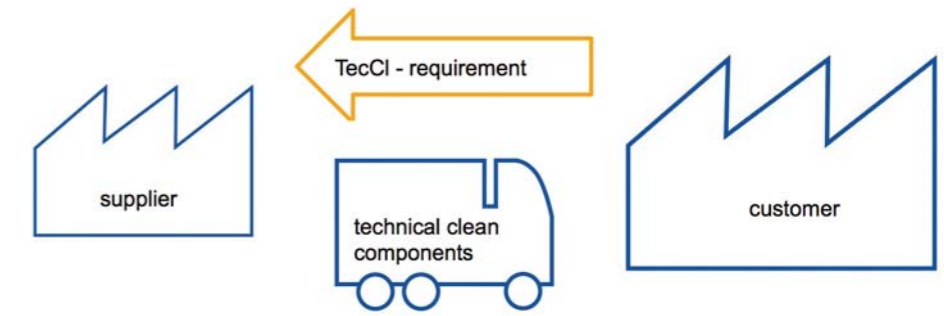 TecCl - requirement
supplier
technical clean
components
customer